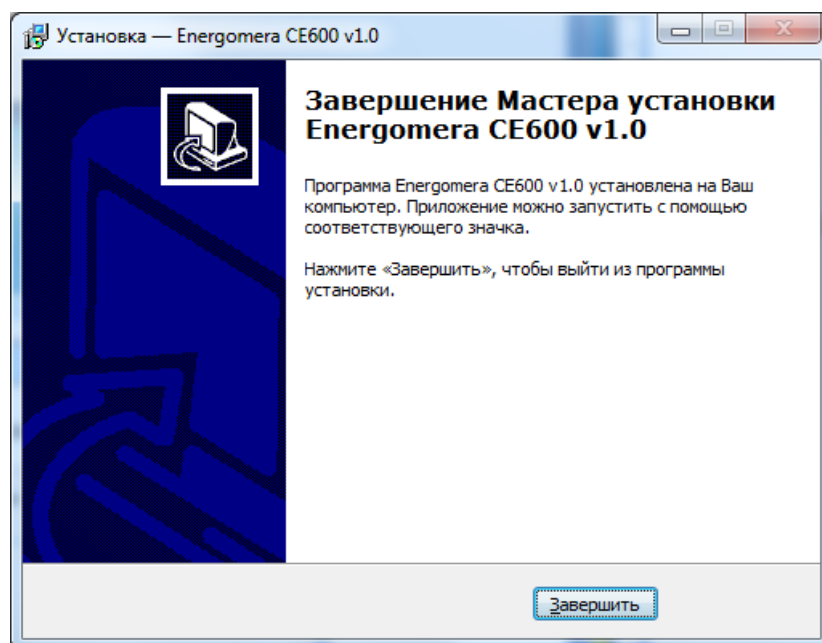 Установка — Energomera CE600 v1.0
Завершение Мастера установки
Energomera CE600 v1.0
Программа Energomera CE600 v1.0 установлена на Ваш
компьютер. Приложение можно запустить с помощью
соответствующего значка.
Нажмите «Завершить», чтобы выйти из программы
установки.
Завершить